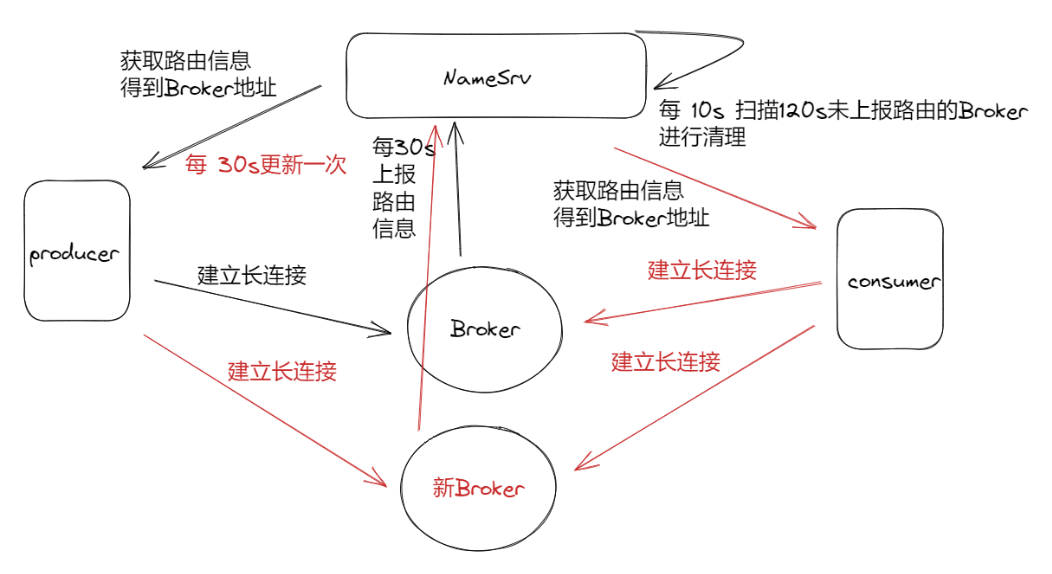 获取路由信息
得到Broker地址
NameSrv
每 10s 扫描120s未上报路由的Broker
进行清理
每 30s更新一次
每30s
上报
路由
信息
获取路由信息
得到Broker地址
producer
建立长连接
Broker
建立长连接
consumer
建立长连接
建立长连接
新Broker